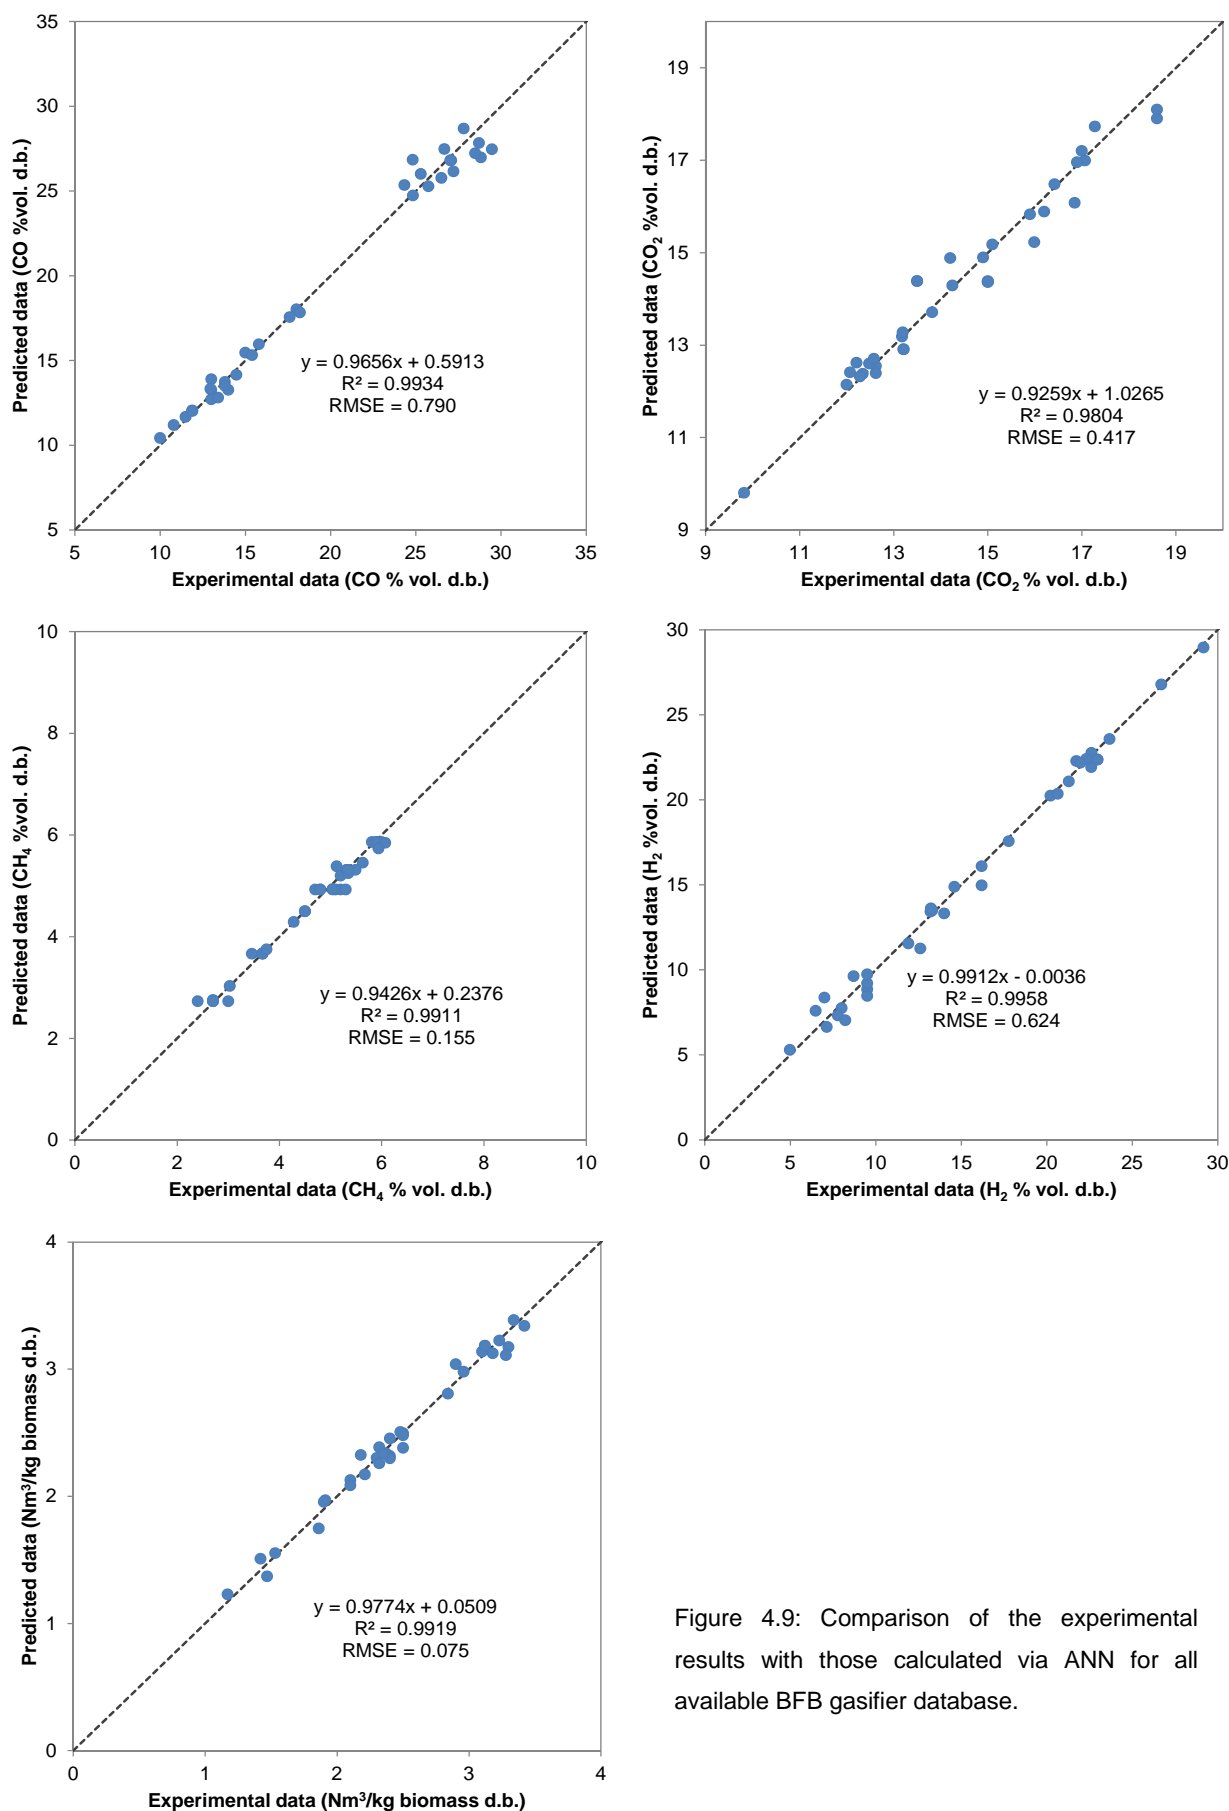 35
30
25
20
15
10
5
5 10 15 20 25 30 35
Predicted data (CO %vol. d.b.)
Experimental data (CO % vol. d.b.)
y = 0.9656x + 0.5913
R² = 0.9934
RMSE = 0.790
19
17
15
13
11
9
9 11 13 15 17 19
Predicted data (CO₂ %vol. d.b.)
Experimental data (CO₂ % vol. d.b.)
y = 0.9259x + 1.0265
R² = 0.9804
RMSE = 0.417
10
8
6
4
2
0
0 2 4 6 8 10
Predicted data (CH₄ %vol. d.b.)
Experimental data (CH₄ % vol. d.b.)
y = 0.9426x + 0.2376
R² = 0.9911
RMSE = 0.155
30
25
20
15
10
5
0
0 5 10 15 20 25 30
Predicted data (H₂ %vol. d.b.)
Experimental data (H₂ % vol. d.b.)
y = 0.9912x - 0.0036
R² = 0.9958
RMSE = 0.624
4
3
2
1
0
0 1 2 3 4
Predicted data (Nm³/kg biomass d.b.)
Experimental data (Nm³/kg biomass d.b.)
y = 0.9774x + 0.0509
R² = 0.9919
RMSE = 0.075
Figure 4.9: Comparison of the experimental
results with those calculated via ANN for all
available BFB gasifier database.